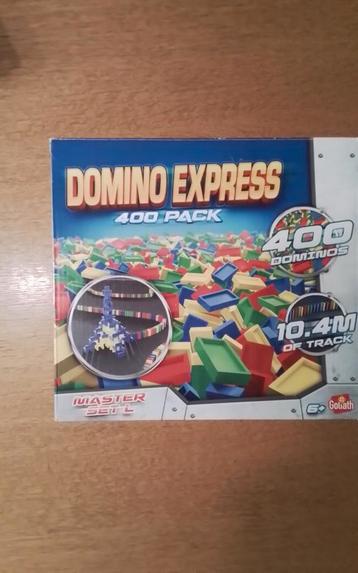 DOMINO EXPRESS
400 PACK
400
DOMINOS
10.4M
OF TRACK
MASTER
SET L
6+ Goliath